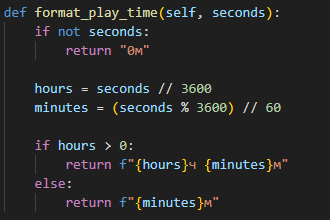 def format_play_time(self, seconds):
    if not seconds:
        return "0м"

    hours = seconds // 3600
    minutes = (seconds % 3600) // 60

    if hours > 0:
        return f"{hours}ч {minutes}м"
    else:
        return f"{minutes}м"